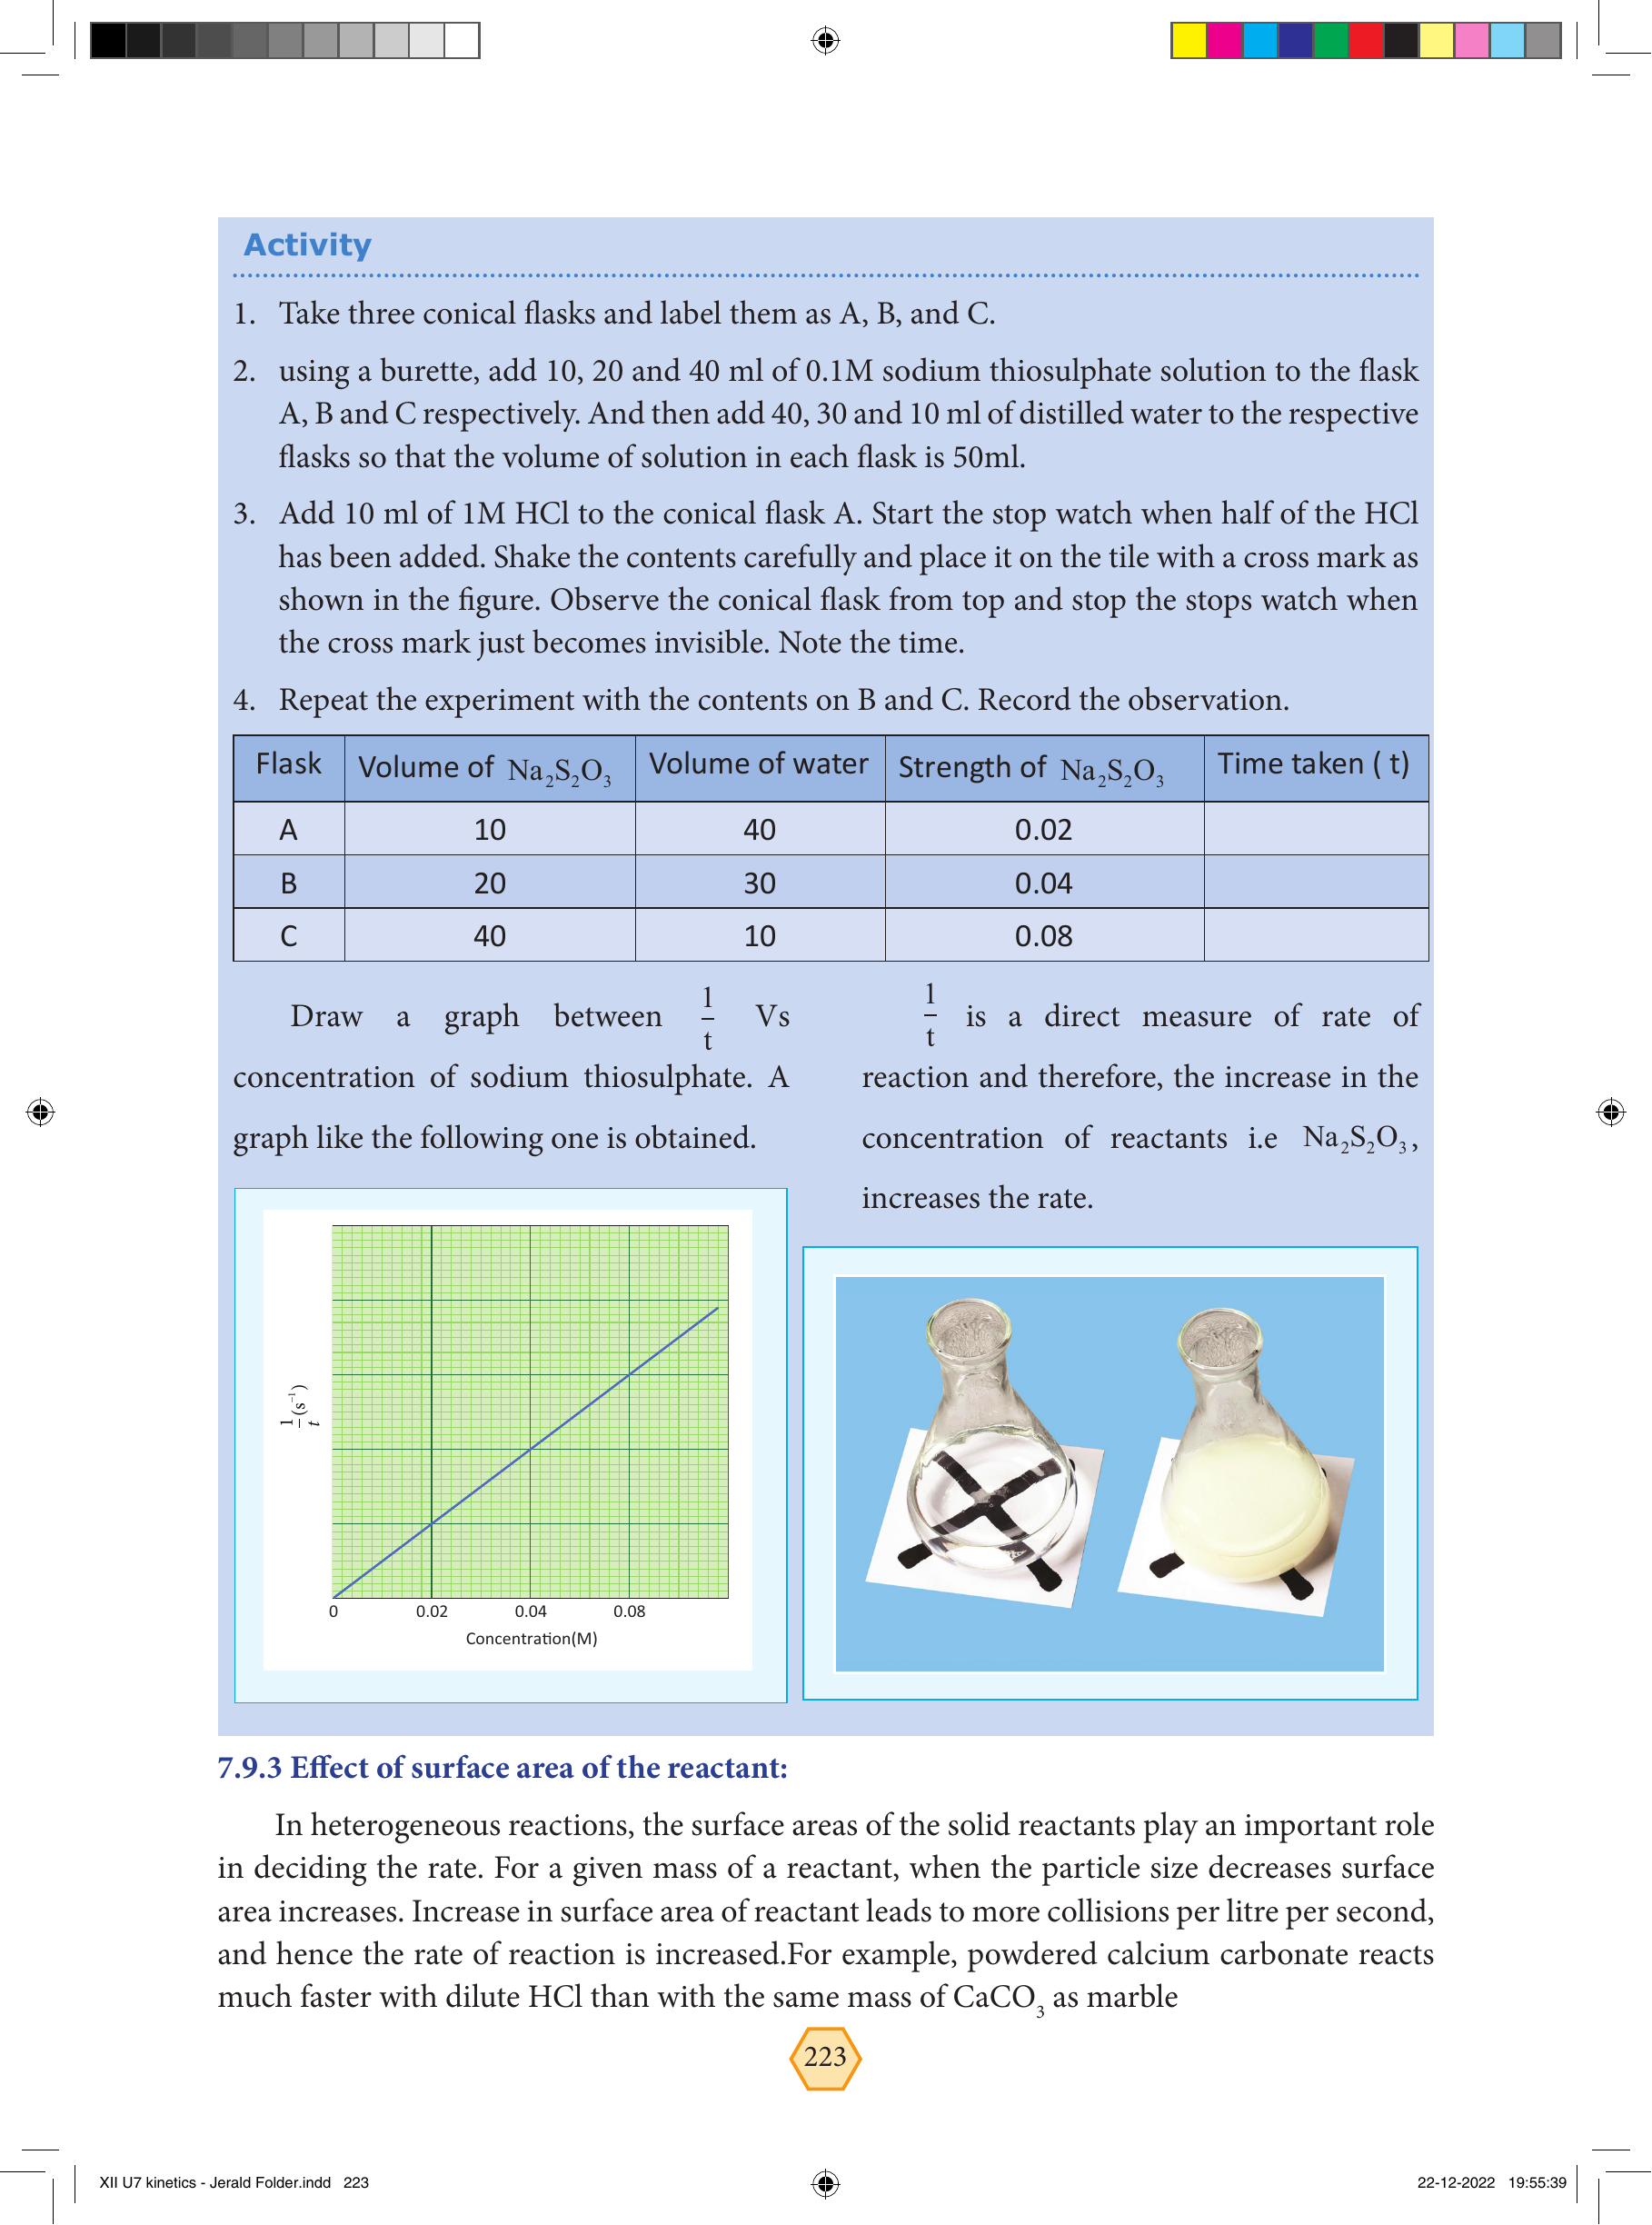 Activity
1. Take three conical flasks and label them as A, B, and C.
2. using a burette, add 10, 20 and 40 ml of 0.1M sodium thiosulphate solution to the flask
A, B and C respectively. And then add 40, 30 and 10 ml of distilled water to the respective
flasks so that the volume of solution in each flask is 50ml.
3. Add 10 ml of 1M HCl to the conical flask A. Start the stop watch when half of the HCl
has been added. Shake the contents carefully and place it on the tile with a cross mark as
shown in the figure. Observe the conical flask from top and stop the stops watch when
the cross mark just becomes invisible. Note the time.
4. Repeat the experiment with the contents on B and C. Record the observation.
Flask Volume of Na₂S₂O₃ Volume of water Strength of Na₂S₂O₃ Time taken ( t)
A 10 40 0.02
B 20 30 0.04
C 40 10 0.08
Draw a graph between 1/t Vs
concentration of sodium thiosulphate. A
graph like the following one is obtained.
1/t (s⁻¹)
0 0.02 0.04 0.08
Concentration(M)
1/t is a direct measure of rate of
reaction and therefore, the increase in the
concentration of reactants i.e Na₂S₂O₃,
increases the rate.
7.9.3 Effect of surface area of the reactant:
In heterogeneous reactions, the surface areas of the solid reactants play an important role
in deciding the rate. For a given mass of a reactant, when the particle size decreases surface
area increases. Increase in surface area of reactant leads to more collisions per litre per second,
and hence the rate of reaction is increased.For example, powdered calcium carbonate reacts
much faster with dilute HCl than with the same mass of CaCO₃ as marble
223
XII U7 kinetics - Jerald Folder.indd 223
22-12-2022 19:55:39